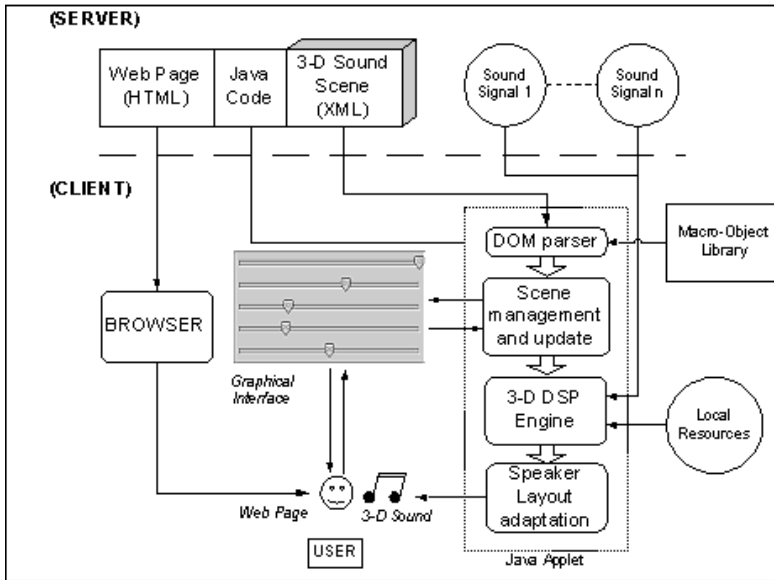 (SERVER)
Web Page
(HTML)
Java
Code
3-D Sound
Scene
(XML)
Sound
Signal 1
Sound
Signal n
(CLIENT)
DOM parser
Macro-Object
Library
BROWSER
Scene
management
and update
Graphical
Interface
3-D DSP
Engine
Local
Resources
Speaker
Layout
adaptation
Web Page
3-D Sound
USER
Java Applet